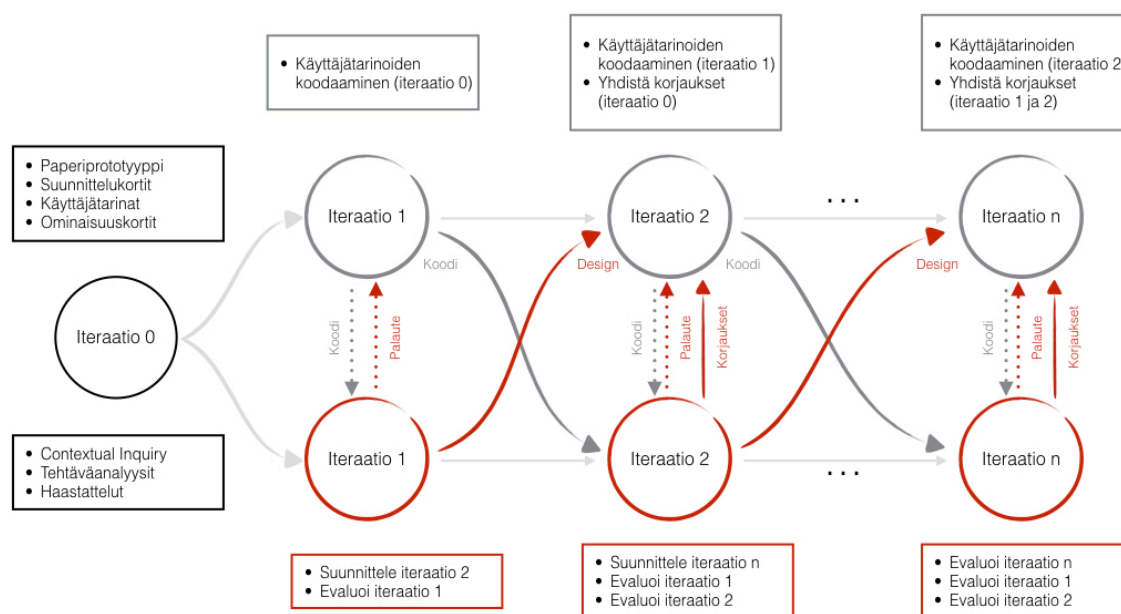 • Käyttäjätarinoiden
koodaaminen (iteraatio 0)
• Käyttäjätarinoiden
koodaaminen (iteraatio 1)
• Yhdistä korjaukset
(iteraatio 0)
• Käyttäjätarinoiden
koodaaminen (iteraatio 2
• Yhdistä korjaukset
(iteraatio 1 ja 2)
• Paperiprototyyppi
• Suunnittelukortit
• Käyttäjätarinat
• Ominaisuuskortit
Iteraatio 1
Iteraatio 2
...
Iteraatio n
Koodi
Design
Koodi
Design
Iteraatio 0
Koodi
Palaute
Koodi
Palaute
Korjaukset
Koodi
Palaute
Korjaukset
• Contextual Inquiry
• Tehtäväanalyysit
• Haastattelut
Iteraatio 1
Iteraatio 2
...
Iteraatio n
• Suunnittele iteraatio 2
• Evaluoi iteraatio 1
• Suunnittele iteraatio n
• Evaluoi iteraatio 1
• Evaluoi iteraatio 2
• Evaluoi iteraatio n
• Evaluoi iteraatio 1
• Evaluoi iteraatio 2